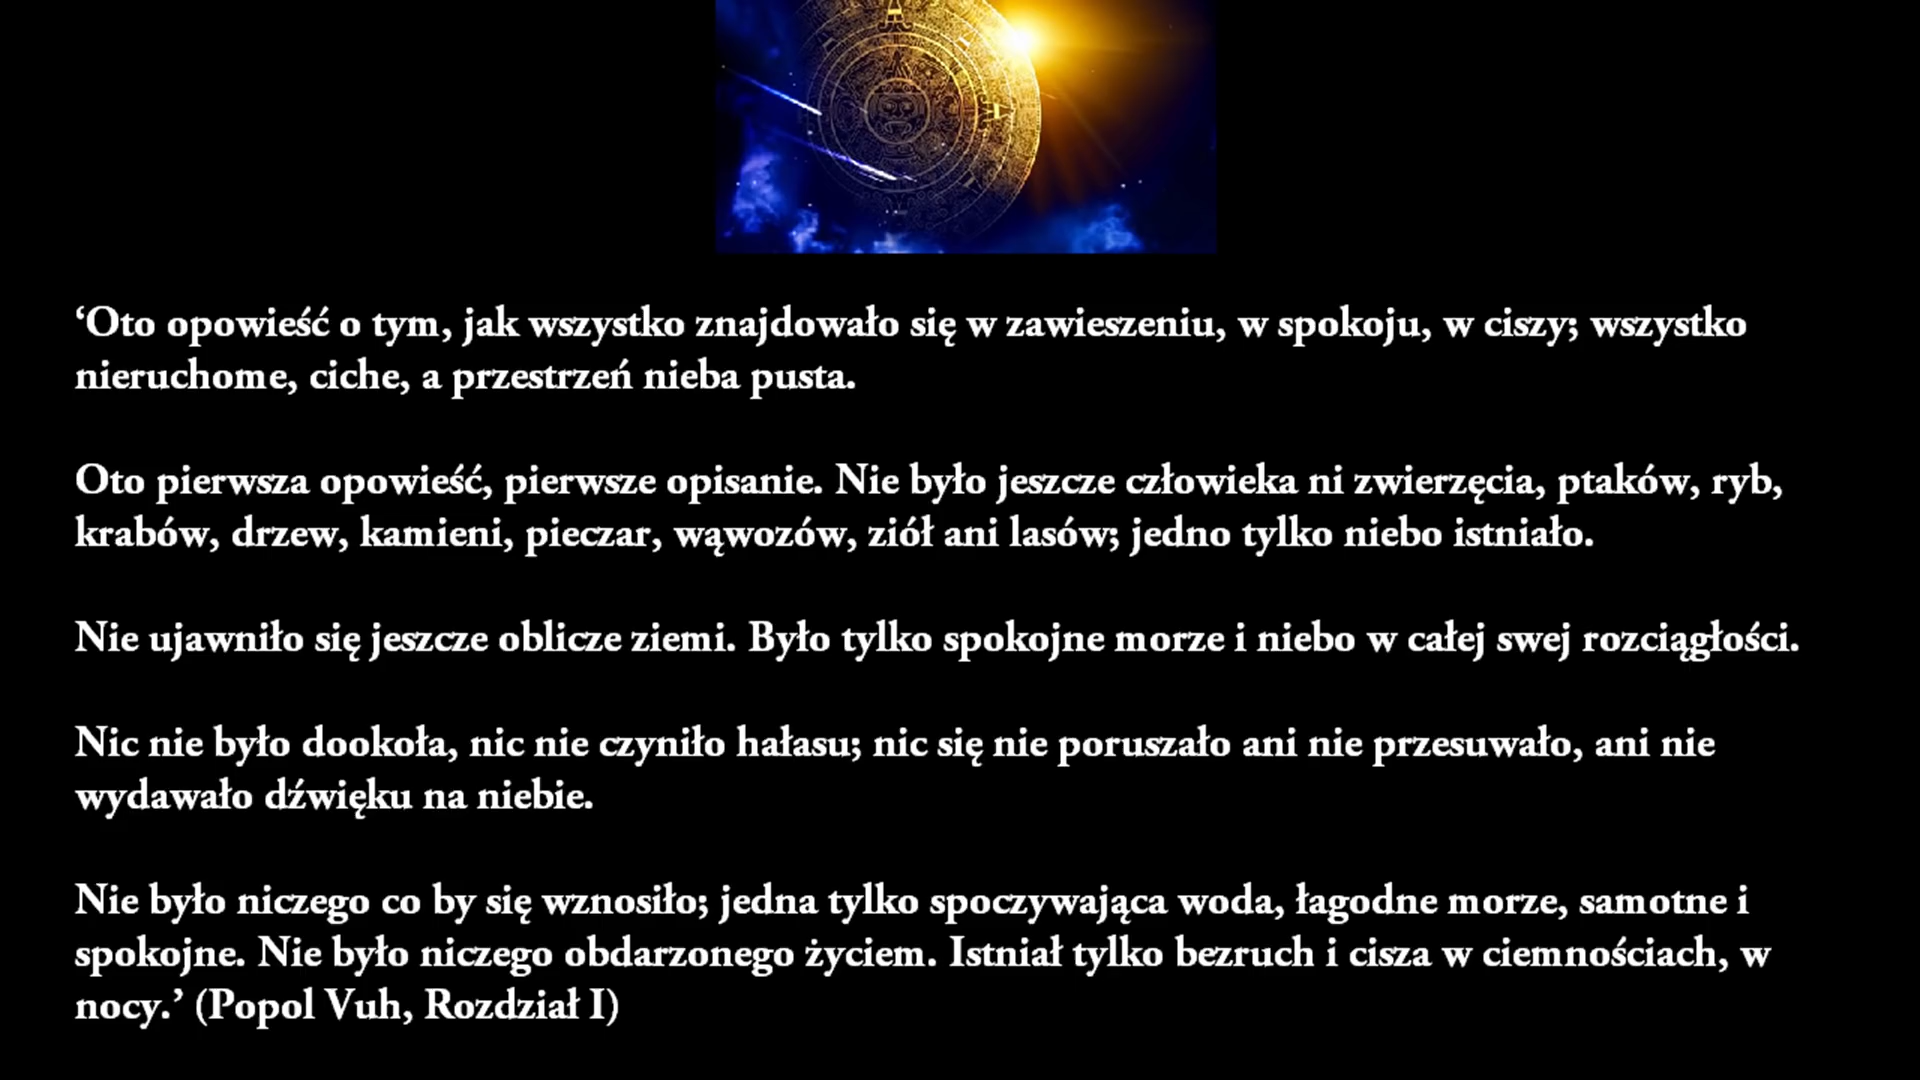 ‘Oto opowieść o tym, jak wszystko znajdowało się w zawieszeniu, w spokoju, w ciszy; wszystko
nieruchome, ciche, a przestrzeń nieba pusta.
Oto pierwsza opowieść, pierwsze opisanie. Nie było jeszcze człowieka ni zwierzęcia, ptaków, ryb,
krabów, drzew, kamieni, pieczar, wąwozów, ziół ani lasów; jedno tylko niebo istniało.
Nie ujawniło się jeszcze oblicze ziemi. Było tylko spokojne morze i niebo w całej swej rozciągłości.
Nic nie było dookoła, nic nie czyniło hałasu; nic się nie poruszało ani nie przesuwało, ani nie
wydawało dźwięku na niebie.
Nie było niczego co by się wznosiło; jedna tylko spoczywająca woda, łagodne morze, samotne i
spokojne. Nie było niczego obdarzonego życiem. Istniał tylko bezruch i cisza w ciemnościach, w
nocy.’ (Popol Vuh, Rozdział I)